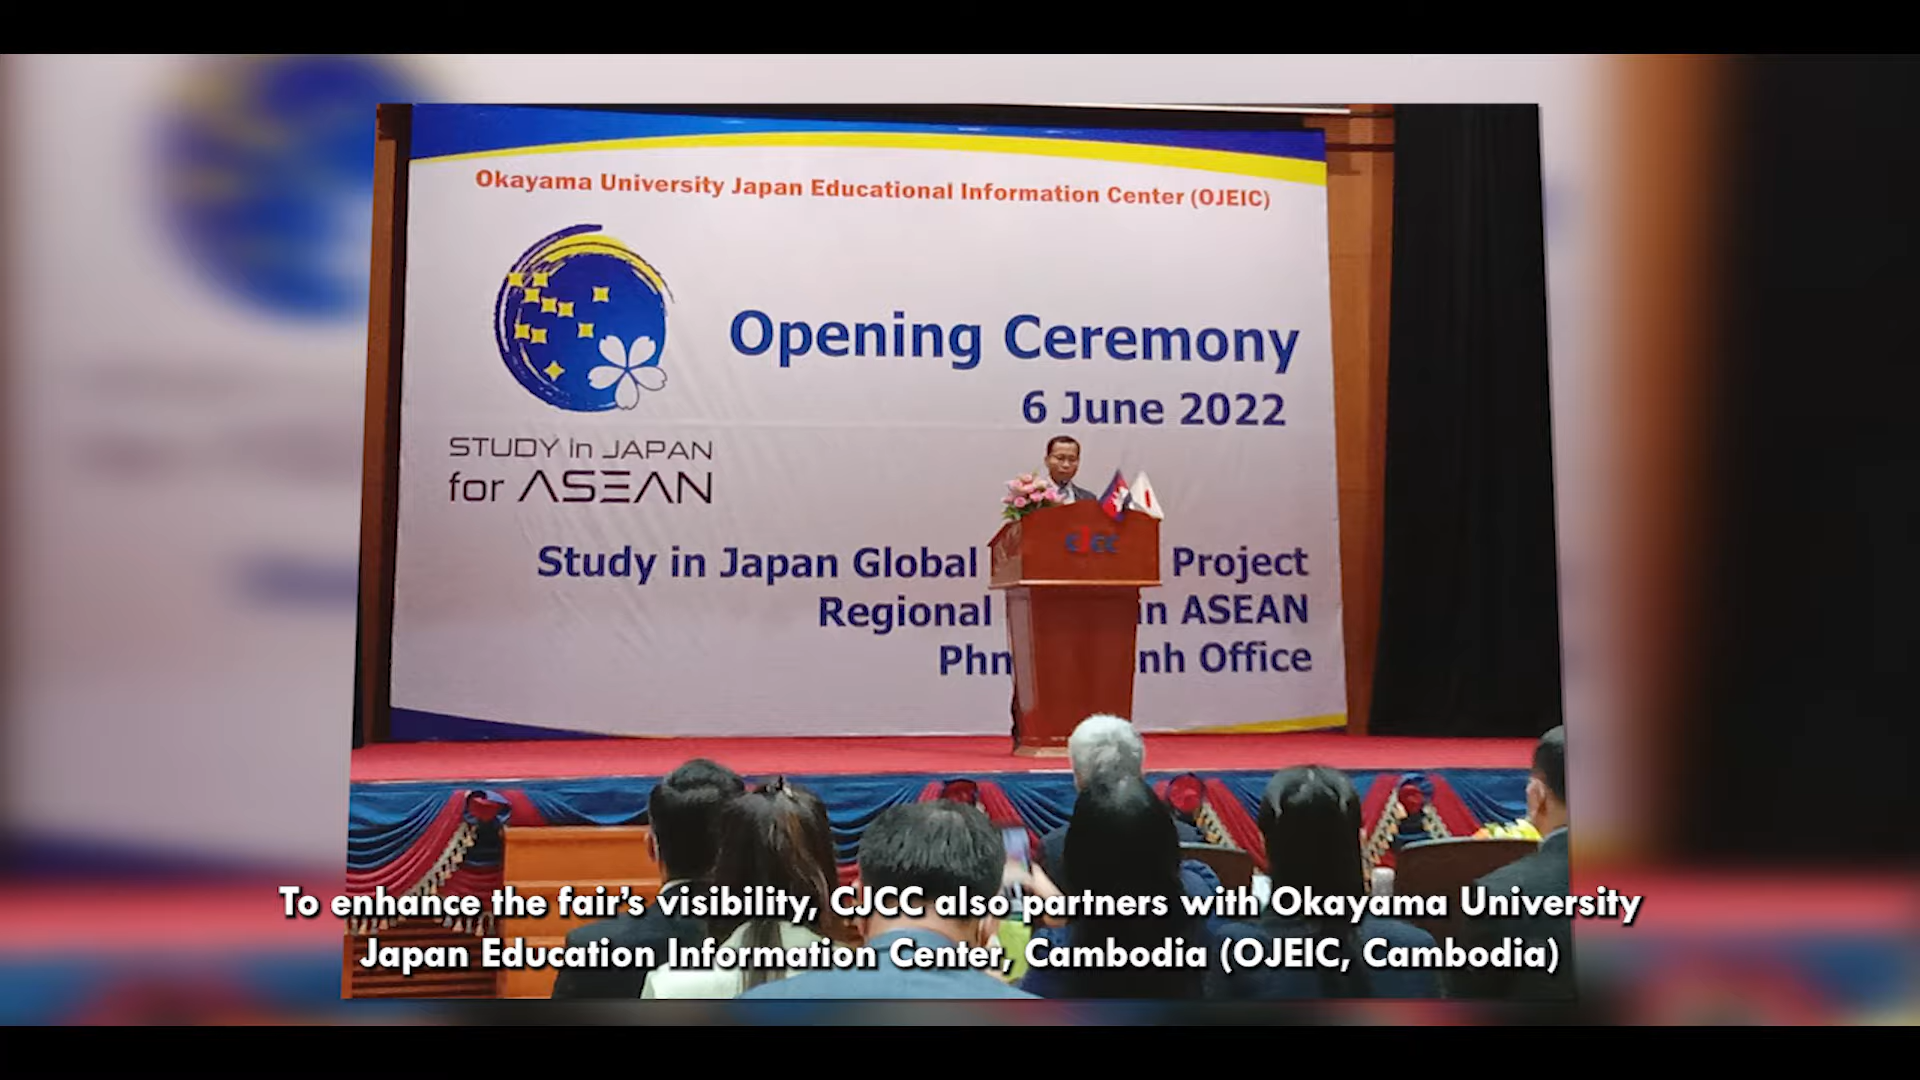 Okayama University Japan Educational Information Center (OJEIC)
Opening Ceremony
6 June 2022
STUDY in JAPAN
for ASEAN
CJCC
Study in Japan Global Project
Regional in ASEAN
Office
To enhance the fair's visibility, CJCC also partners with Okayama University
Japan Education Information Center, Cambodia (OJEIC, Cambodia)